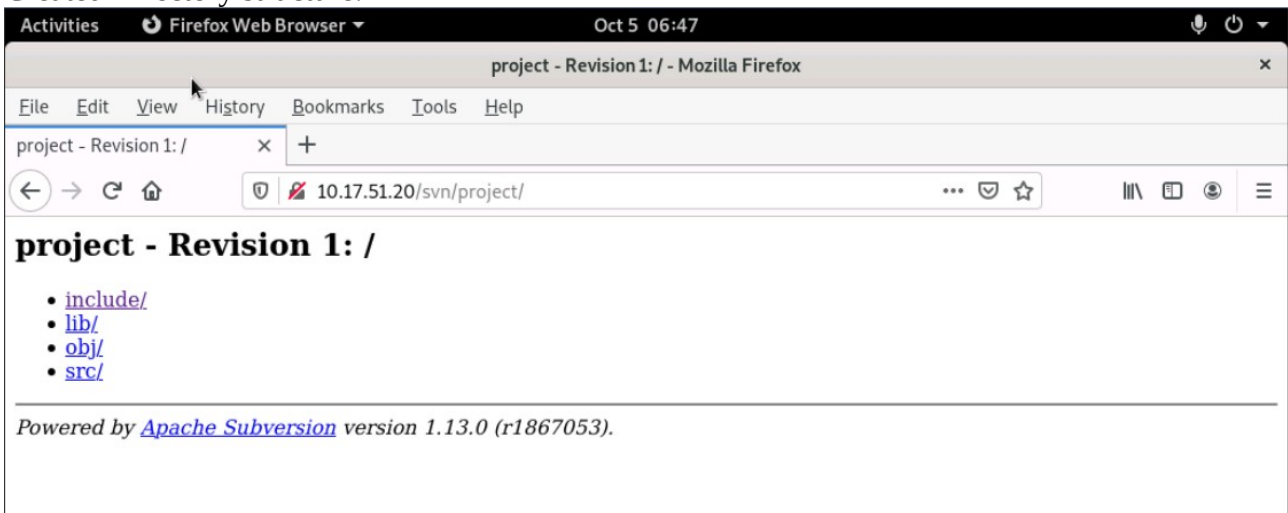 Activities Firefox Web Browser Oct 5 06:47
project - Revision 1: / - Mozilla Firefox ×
File Edit View History Bookmarks Tools Help
project - Revision 1: / × +
10.17.51.20/svn/project/
project - Revision 1: /
• include/
• lib/
• obj/
• src/
Powered by Apache Subversion version 1.13.0 (r1867053).